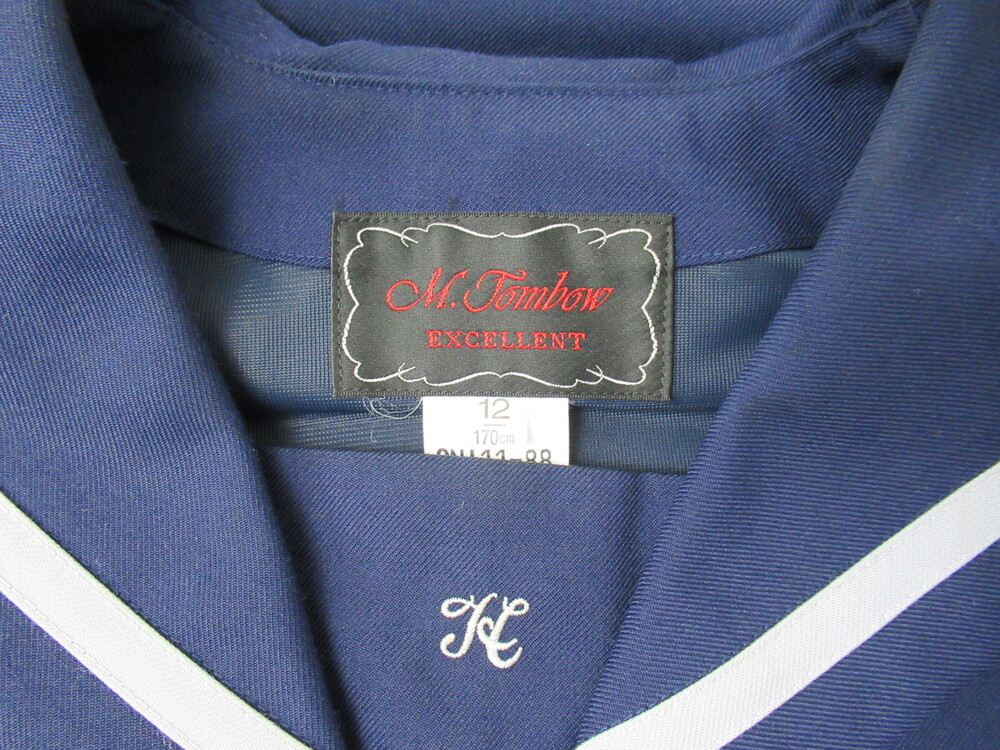 M. Tombow
EXCELLENT
12
170cm
H